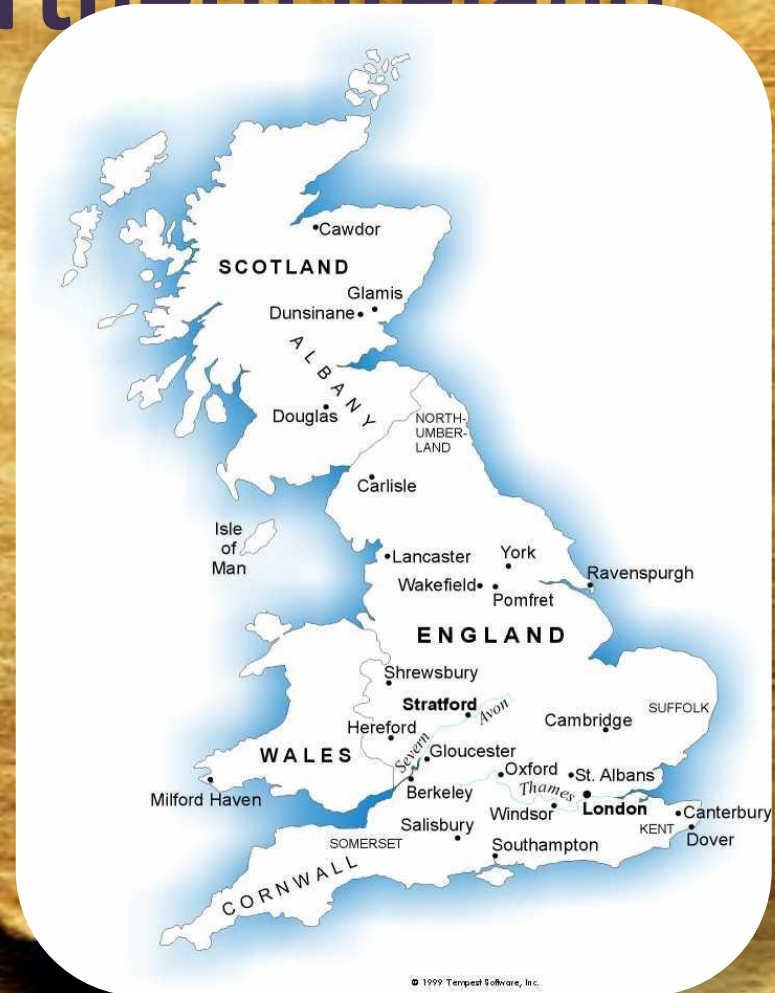 Cawdor
SCOTLAND
Glamis
Dunsinane
ALBANY
Douglas
NORTH-
UMBER-
LAND
Carlisle
Isle
of
Man
Lancaster
York
Wakefield
Ravenspurgh
Pomfret
ENGLAND
Shrewsbury
Stratford
Avon
SUFFOLK
Hereford
Cambridge
Severn
WALES
Gloucester
Oxford
St. Albans
Milford Haven
Berkeley
Thames
Windsor
London
Canterbury
Salisbury
KENT
Dover
SOMERSET
Southampton
CORNWALL
© 1999 Tempest Software, Inc.